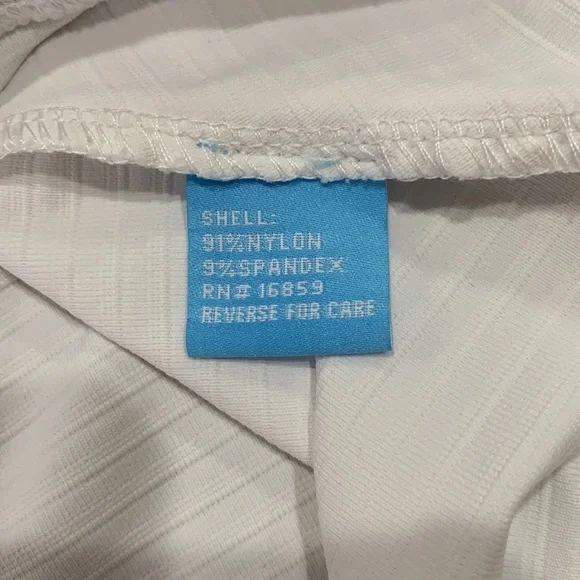 SHELL:
91%NYLON
9%SPANDEX
RN# 16859
REVERSE FOR CARE